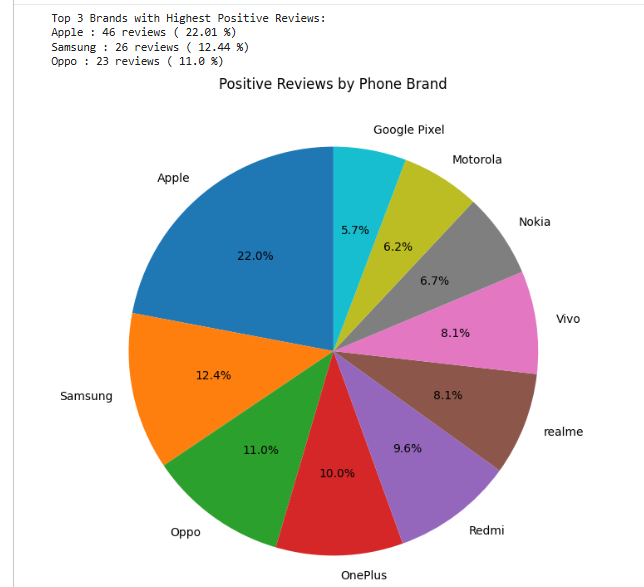 Top 3 Brands with Highest Positive Reviews:
Apple : 46 reviews ( 22.01 %)
Samsung : 26 reviews ( 12.44 %)
Oppo : 23 reviews ( 11.0 %)
Positive Reviews by Phone Brand
Google Pixel
Motorola
Apple
Nokia
5.7%
6.2%
22.0%
6.7%
Vivo
8.1%
12.4%
8.1%
Samsung
realme
11.0%
9.6%
10.0%
Oppo
Redmi
OnePlus